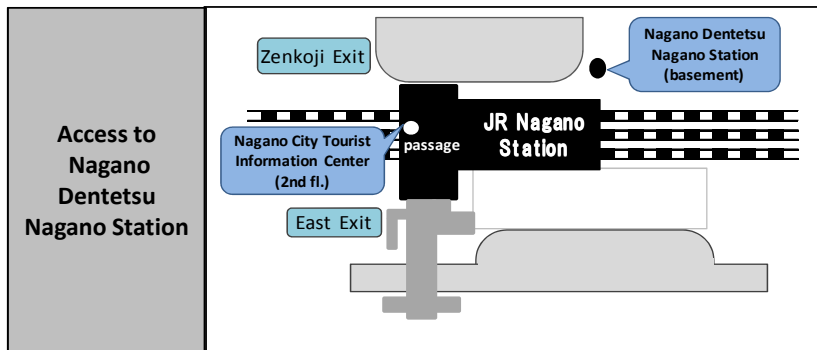 Access to
Nagano
Dentetsu
Nagano Station
Zenkoji Exit
Nagano Dentetsu
Nagano Station
(basement)
Nagano City Tourist
Information Center
(2nd fl.)
passage
JR Nagano
Station
East Exit